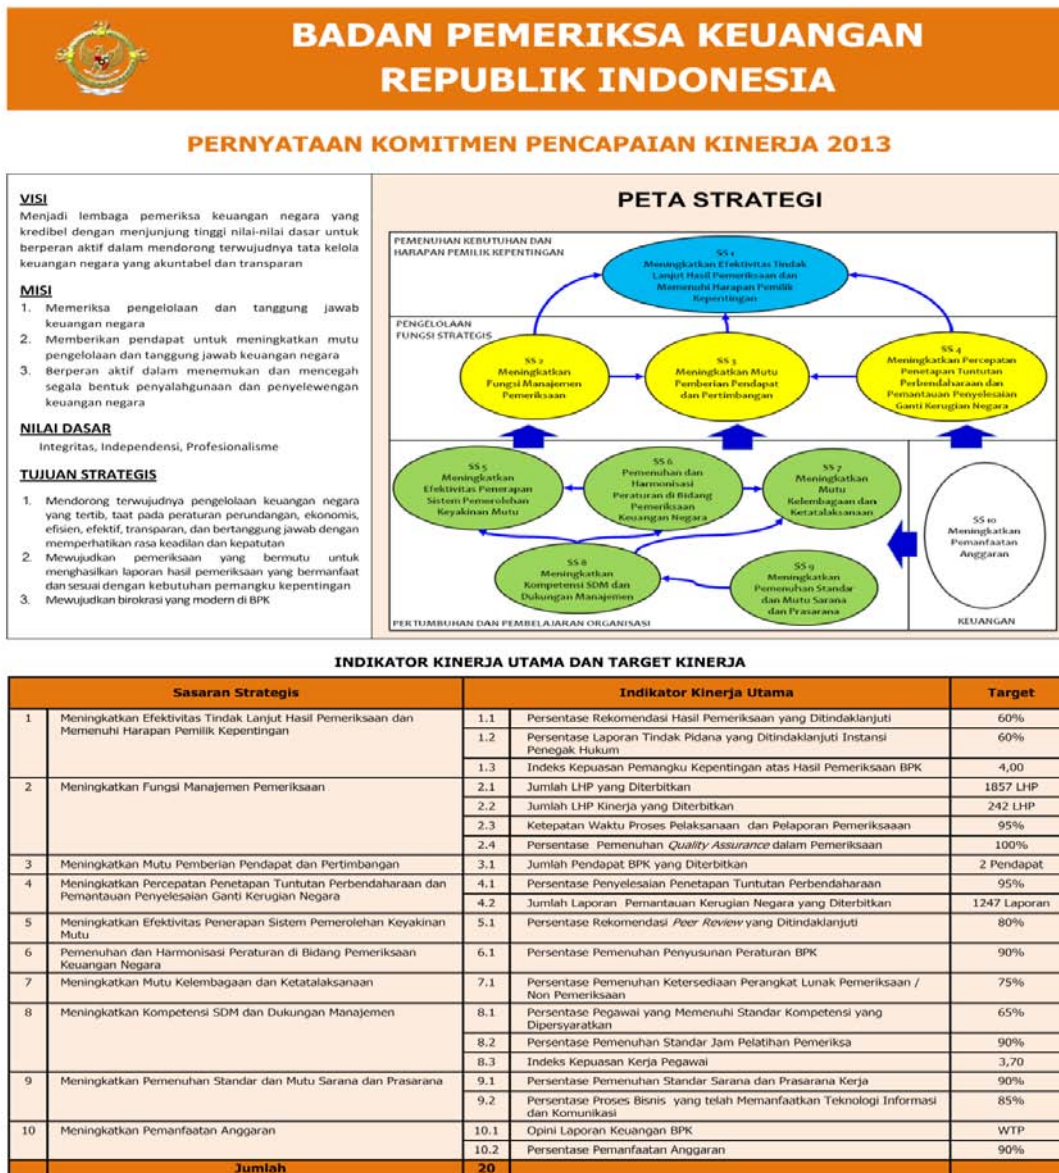 BADAN PEMERIKSA KEUANGAN
REPUBLIK INDONESIA
PERNYATAAN KOMITMEN PENCAPAIAN KINERJA 2013
VISI
Menjadi lembaga pemeriksa keuangan negara yang
kredibel dengan menjunjung tinggi nilai-nilai dasar untuk
berperan aktif dalam mendorong terwujudnya tata kelola
keuangan negara yang akuntabel dan transparan
MISI
1. Memeriksa pengelolaan dan tanggung jawab
keuangan negara
2. Memberikan pendapat untuk meningkatkan mutu
pengelolaan dan tanggung jawab keuangan negara
3. Berperan aktif dalam menemukan dan mencegah
segala bentuk penyalahgunaan dan penyelewengan
keuangan negara
NILAI DASAR
Integritas, Independensi, Profesionalisme
TUJUAN STRATEGIS
1. Mendorong terwujudnya pengelolaan keuangan negara
yang tertib, taat pada peraturan perundangan, ekonomis,
efisien, efektif, transparan, dan bertanggung jawab dengan
memperhatikan rasa keadilan dan kepatutan
2. Mewujudkan pemeriksaan yang bermutu untuk
menghasilkan laporan hasil pemeriksaan yang bermanfaat
dan sesuai dengan kebutuhan pemangku kepentingan
3. Mewujudkan birokrasi yang modern di BPK
PETA STRATEGI
PEMENUHAN KEBUTUHAN DAN
HARAPAN PEMILIK KEPENTINGAN
SS 1
Meningkatkan Efektivitas Tindak
Lanjut Hasil Pemeriksaan dan
Memenuhi Harapan Pemilik
Kepentingan
PENGELOLAAN
FUNGSI STRATEGIS
SS 2
Meningkatkan
Fungsi Manajemen
Pemeriksaan
SS 3
Meningkatkan Mutu
Pemberian Pendapat
dan Pertimbangan
SS 4
Meningkatkan Percepatan
Penetapan Tuntutan
Perbendaharaan dan
Pemantauan Penyelesaian
Ganti Kerugian Negara
SS 5
Meningkatkan
Efektivitas Penerapan
Sistem Pemerolehan
Keyakinan Mutu
SS 6
Pemenuhan dan
Harmonisasi
Peraturan di Bidang
Pemeriksaan
Keuangan Negara
SS 7
Meningkatkan
Mutu
Kelembagaan dan
Ketatalaksanaan
SS 8
Meningkatkan
Kompetensi SDM dan
Dukungan Manajemen
SS 9
Meningkatkan
Pemenuhan Standar
dan Mutu Sarana
dan Prasarana
SS 10
Meningkatkan
Pemanfaatan
Anggaran
PERTUMBUHAN DAN PEMBELAJARAN ORGANISASI
KEUANGAN
INDIKATOR KINERJA UTAMA DAN TARGET KINERJA
Sasaran Strategis Indikator Kinerja Utama Target
1 Meningkatkan Efektivitas Tindak Lanjut Hasil Pemeriksaan dan
Memenuhi Harapan Pemilik Kepentingan
1.1 Persentase Rekomendasi Hasil Pemeriksaan yang Ditindaklanjuti 60%
1.2 Persentase Laporan Tindak Pidana yang Ditindaklanjuti Instansi
Penegak Hukum 60%
1.3 Indeks Kepuasan Pemangku Kepentingan atas Hasil Pemeriksaan BPK 4,00
2 Meningkatkan Fungsi Manajemen Pemeriksaan
2.1 Jumlah LHP yang Diterbitkan 1857 LHP
2.2 Jumlah LHP Kinerja yang Diterbitkan 242 LHP
2.3 Ketepatan Waktu Proses Pelaksanaan dan Pelaporan Pemeriksaaan 95%
2.4 Persentase Pemenuhan Quality Assurance dalam Pemeriksaan 100%
3 Meningkatkan Mutu Pemberian Pendapat dan Pertimbangan
3.1 Jumlah Pendapat BPK yang Diterbitkan 2 Pendapat
4 Meningkatkan Percepatan Penetapan Tuntutan Perbendaharaan dan
Pemantauan Penyelesaian Ganti Kerugian Negara
4.1 Persentase Penyelesaian Penetapan Tuntutan Perbendaharaan 95%
4.2 Jumlah Laporan Pemantauan Kerugian Negara yang Diterbitkan 1247 Laporan
5 Meningkatkan Efektivitas Penerapan Sistem Pemerolehan Keyakinan
Mutu
5.1 Persentase Rekomendasi Peer Review yang Ditindaklanjuti 80%
6 Pemenuhan dan Harmonisasi Peraturan di Bidang Pemeriksaan
Keuangan Negara
6.1 Persentase Pemenuhan Penyusunan Peraturan BPK 90%
7 Meningkatkan Mutu Kelembagaan dan Ketatalaksanaan
7.1 Persentase Pemenuhan Ketersediaan Perangkat Lunak Pemeriksaan /
Non Pemeriksaan 75%
8 Meningkatkan Kompetensi SDM dan Dukungan Manajemen
8.1 Persentase Pegawai yang Memenuhi Standar Kompetensi yang
Dipersyaratkan 65%
8.2 Persentase Pemenuhan Standar Jam Pelatihan Pemeriksa 90%
8.3 Indeks Kepuasan Kerja Pegawai 3,70
9 Meningkatkan Pemenuhan Standar dan Mutu Sarana dan Prasarana
9.1 Persentase Pemenuhan Standar Sarana dan Prasarana Kerja 90%
9.2 Persentase Proses Bisnis yang telah Memanfaatkan Teknologi Informasi
dan Komunikasi 85%
10 Meningkatkan Pemanfaatan Anggaran
10.1 Opini Laporan Keuangan BPK WTP
10.2 Persentase Pemanfaatan Anggaran 90%
Jumlah 20